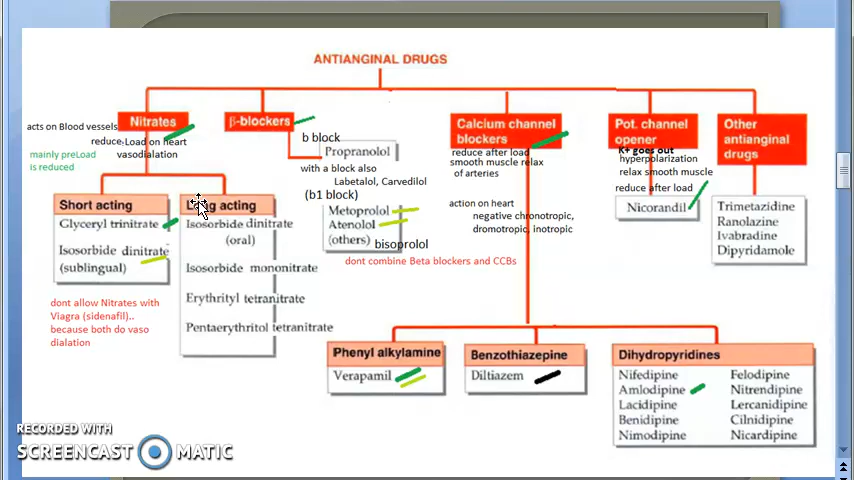 ANTIANGINAL DRUGS
Nitrates
β-blockers
Calcium channel
blockers
Pot. channel
opener
Other
antianginal
drugs
acts on Blood vessels
reduce Load on heart
vasodialation
mainly preLoad
is reduced
Short acting
Glyceryl trinitrate
Isosorbide dinitrate
(sublingual)
dont allow Nitrates with
Viagra (sidenafil)..
because both do vaso
dialation
acting
Isosorbide dinitrate
(oral)
Isosorbide mononitrate
Erythrityl tetranitrate
Pentaerythritol tetranitrate
b block
Propranolol
with a block also
Labetalol, Carvedilol
(b1 block)
Metoprolol
Atenolol
(others)
bisoprolol
dont combine Beta blockers and CCBs
reduce after load
smooth muscle relax
of arteries
action on heart
negative chronotropic,
dromotropic, inotropic
K+ goes out
hyperpolarization
relax smooth muscle
reduce after load
Nicorandil
Trimetazidine
Ranolazine
Ivabradine
Dipyridamole
Phenyl alkylamine
Verapamil
Benzothiazepine
Diltiazem
Dihydropyridines
Nifedipine Felodipine
Amlodipine Nitrendipine
Lacidipine Lercanidipine
Benidipine Cilnidipine
Nimodipine Nicardipine
RECORDED WITH
SCREENCAST MATIC